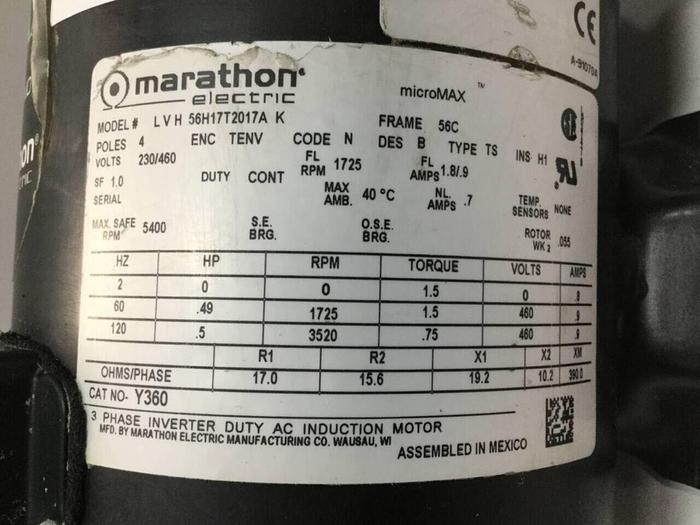 marathon®
electric
microMAX ™
CE
A-910704
MODEL # L V H 56H17T2017A K FRAME 56C
POLES 4 ENC TENV CODE N DES B TYPE TS INS H1
VOLTS 230/460 FL RPM 1725 FL AMPS 1.8/.9
SF 1.0 DUTY CONT MAX AMB. 40 °C NL. AMPS .7 TEMP. SENSORS NONE
SERIAL
MAX. SAFE RPM 5400 S.E. BRG. O.S.E. BRG. ROTOR WK 2 .055
HZ HP RPM TORQUE VOLTS AMPS
2 0 0 1.5 0 .9
60 .49 1725 1.5 460 .9
120 .5 3520 .75 460 .9
R1 R2 X1 X2 XM
OHMS/PHASE 17.0 15.6 19.2 10.2 360.0
CAT NO- Y360
3 PHASE INVERTER DUTY AC INDUCTION MOTOR
MFD. BY MARATHON ELECTRIC MANUFACTURING CO. WAUSAU, WI
ASSEMBLED IN MEXICO